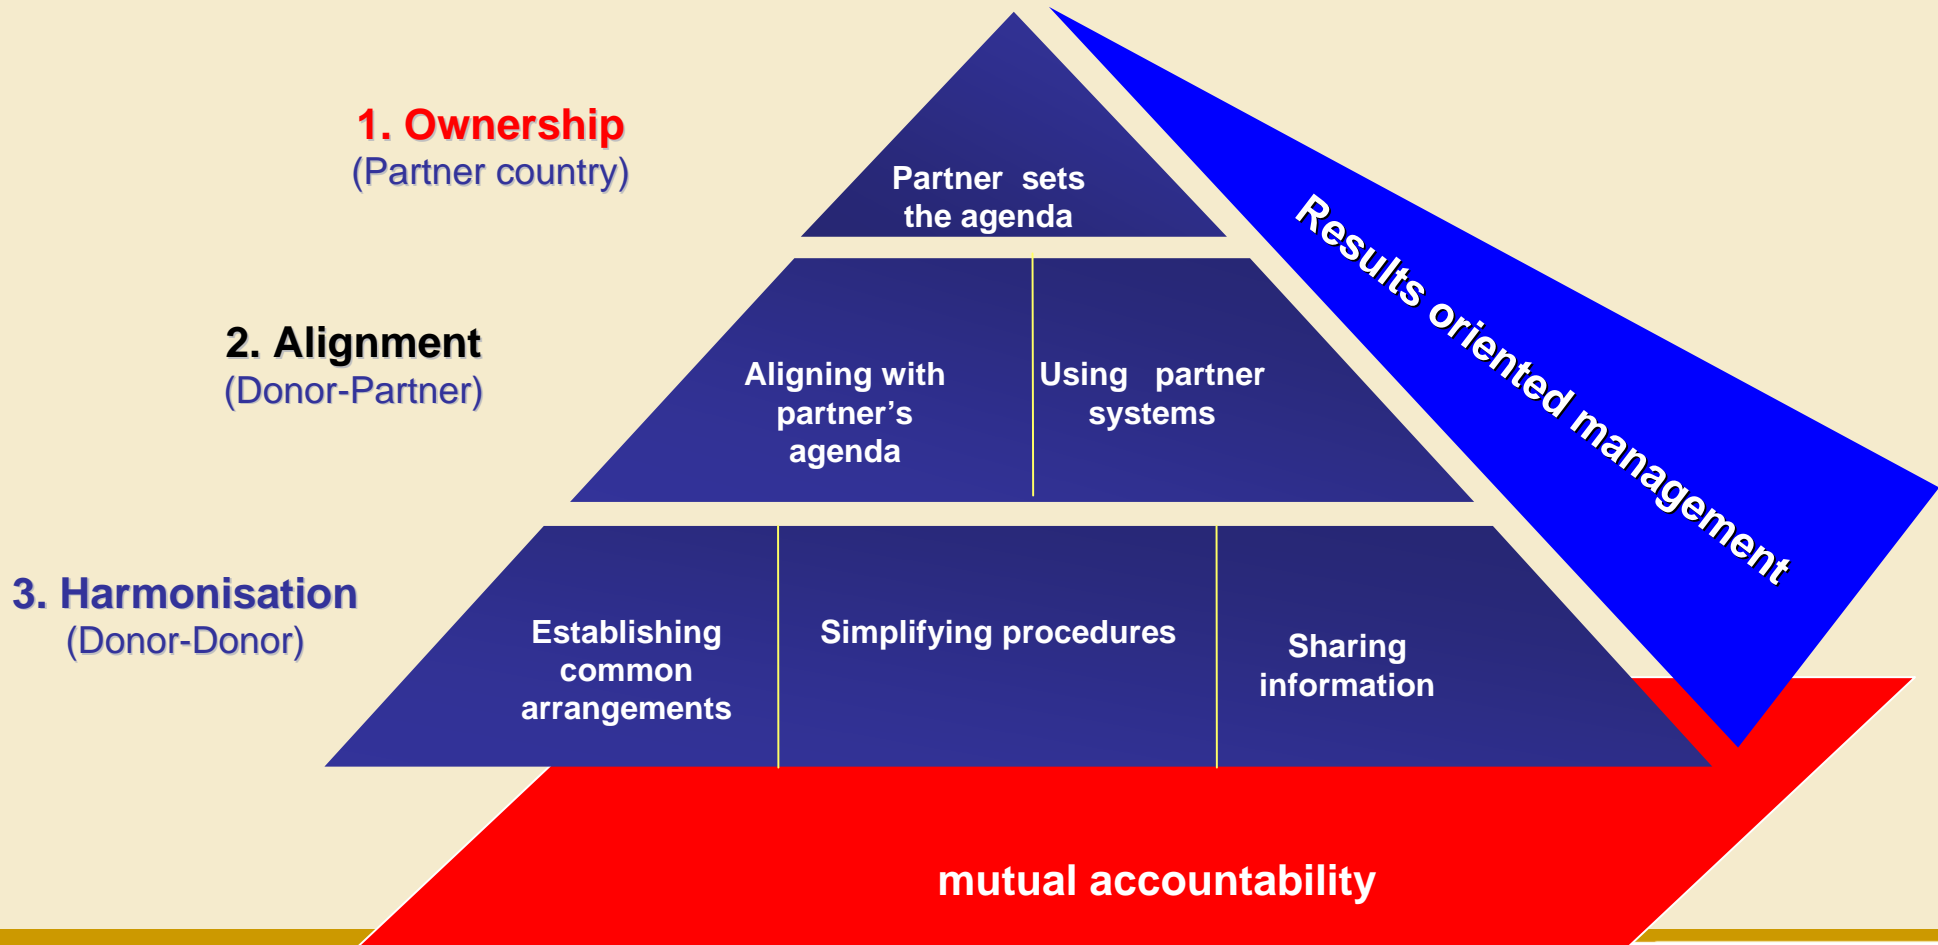 1. Ownership
(Partner country)
Partner sets
the agenda
2. Alignment
(Donor-Partner)
Aligning with
partner’s
agenda
Using partner
systems
3. Harmonisation
(Donor-Donor)
Establishing
common
arrangements
Simplifying procedures
Sharing
information
Results oriented management
mutual accountability